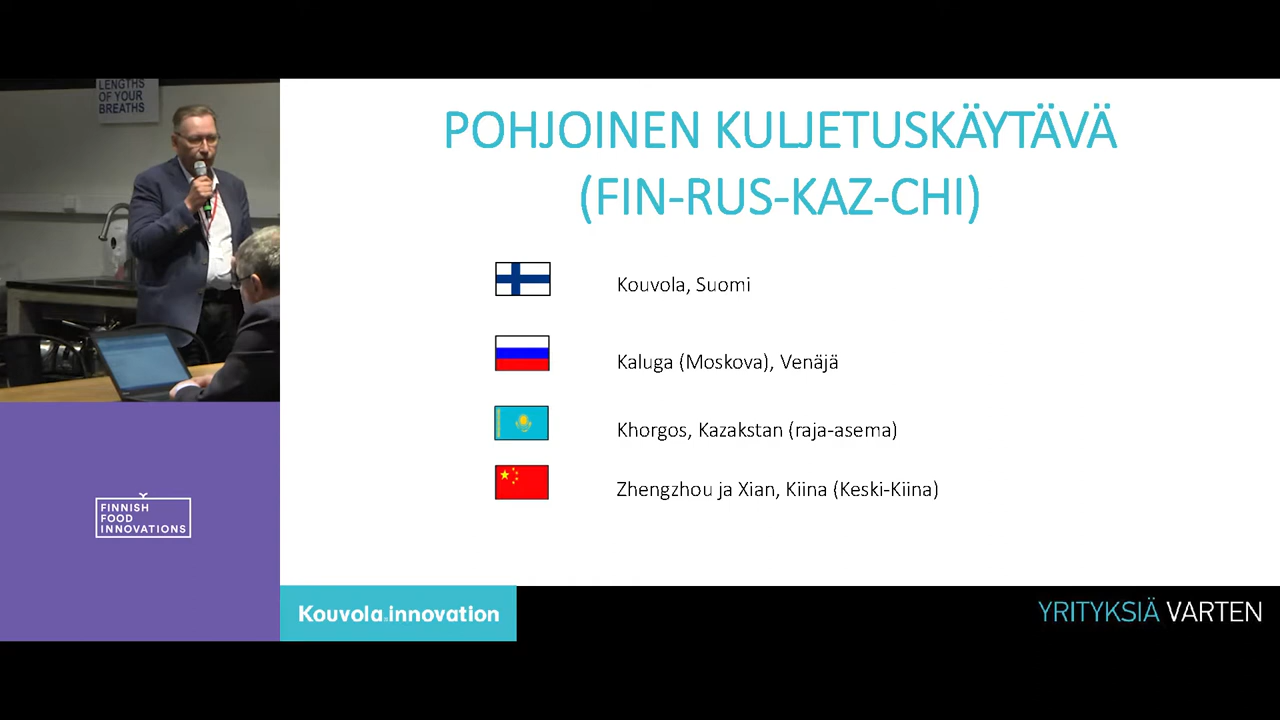 LENGTHS
OF YOUR
BREATHS
POHJOINEN KULJETUSKÄYTÄVÄ
(FIN-RUS-KAZ-CHI)
Kouvola, Suomi
Kaluga (Moskova), Venäjä
Khorgos, Kazakstan (raja-asema)
Zhengzhou ja Xian, Kiina (Keski-Kiina)
FINNISH
FOOD
INNOVATIONS
Kouvola innovation
YRITYKSIÄ VARTEN